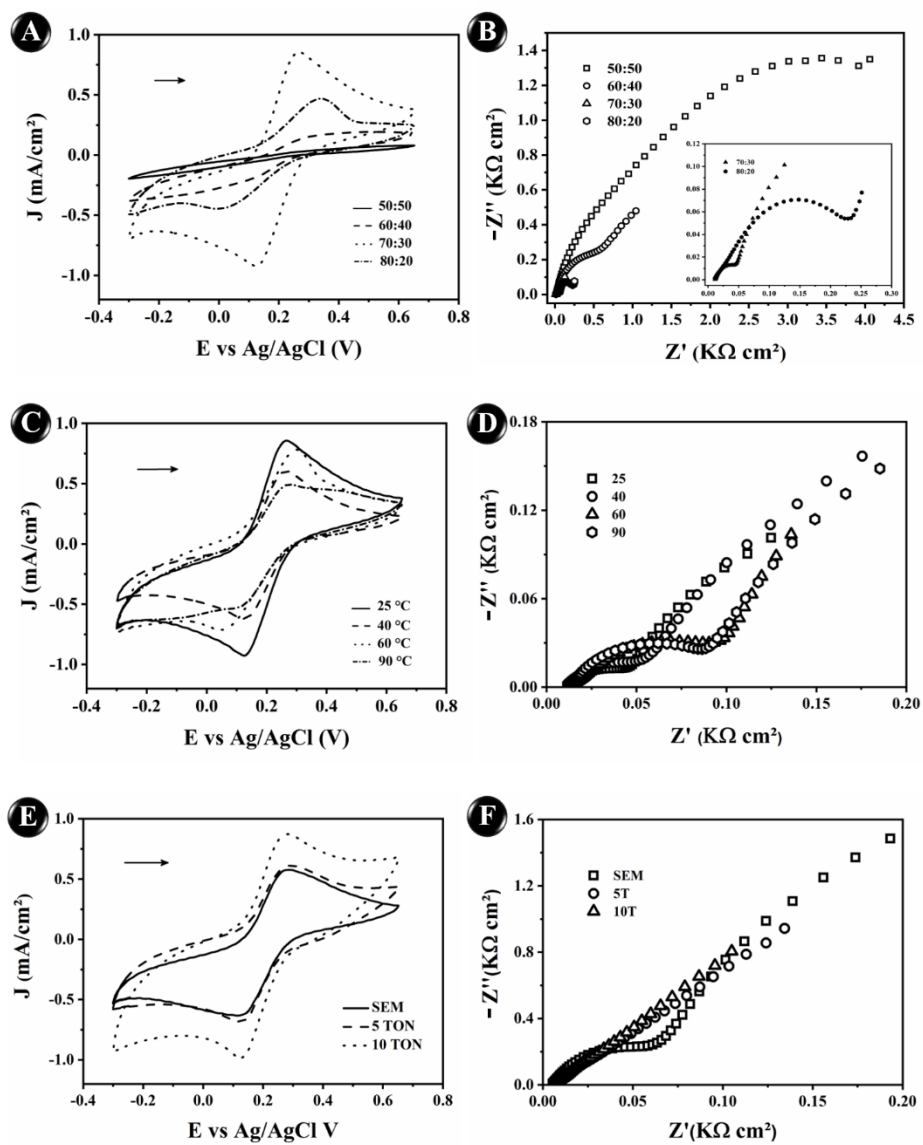 A
1.0
0.5
0.0
-0.5
-1.0
J (mA/cm²)
50:50
60:40
70:30
80:20
-0.4 -0.2 0.0 0.2 0.4 0.6 0.8
E vs Ag/AgCl (V)
B
1.4
1.2
1.0
0.8
0.6
0.4
0.2
0.0
-Z'' (KΩ cm²)
50:50
60:40
70:30
80:20
0.12
0.10
0.08
0.06
0.04
0.02
0.00
70:30
80:20
0.00 0.05 0.10 0.15 0.20 0.25 0.30
0.0 0.5 1.0 1.5 2.0 2.5 3.0 3.5 4.0 4.5
Z' (KΩ cm²)
C
1.0
0.5
0.0
-0.5
-1.0
J (mA/cm²)
25 °C
40 °C
60 °C
90 °C
-0.4 -0.2 0.0 0.2 0.4 0.6 0.8
E vs Ag/AgCl (V)
D
0.18
0.12
0.06
0.00
-Z'' (KΩ cm²)
25
40
60
90
0.00 0.05 0.10 0.15 0.20
Z' (KΩ cm²)
E
1.0
0.5
0.0
-0.5
-1.0
J (mA/cm²)
SEM
5 TON
10 TON
-0.4 -0.2 0.0 0.2 0.4 0.6 0.8
E vs Ag/AgCl V
F
1.6
1.2
0.8
0.4
0.0
-Z''(KΩ cm²)
SEM
5T
10T
0.00 0.05 0.10 0.15 0.20
Z'(KΩ cm²)